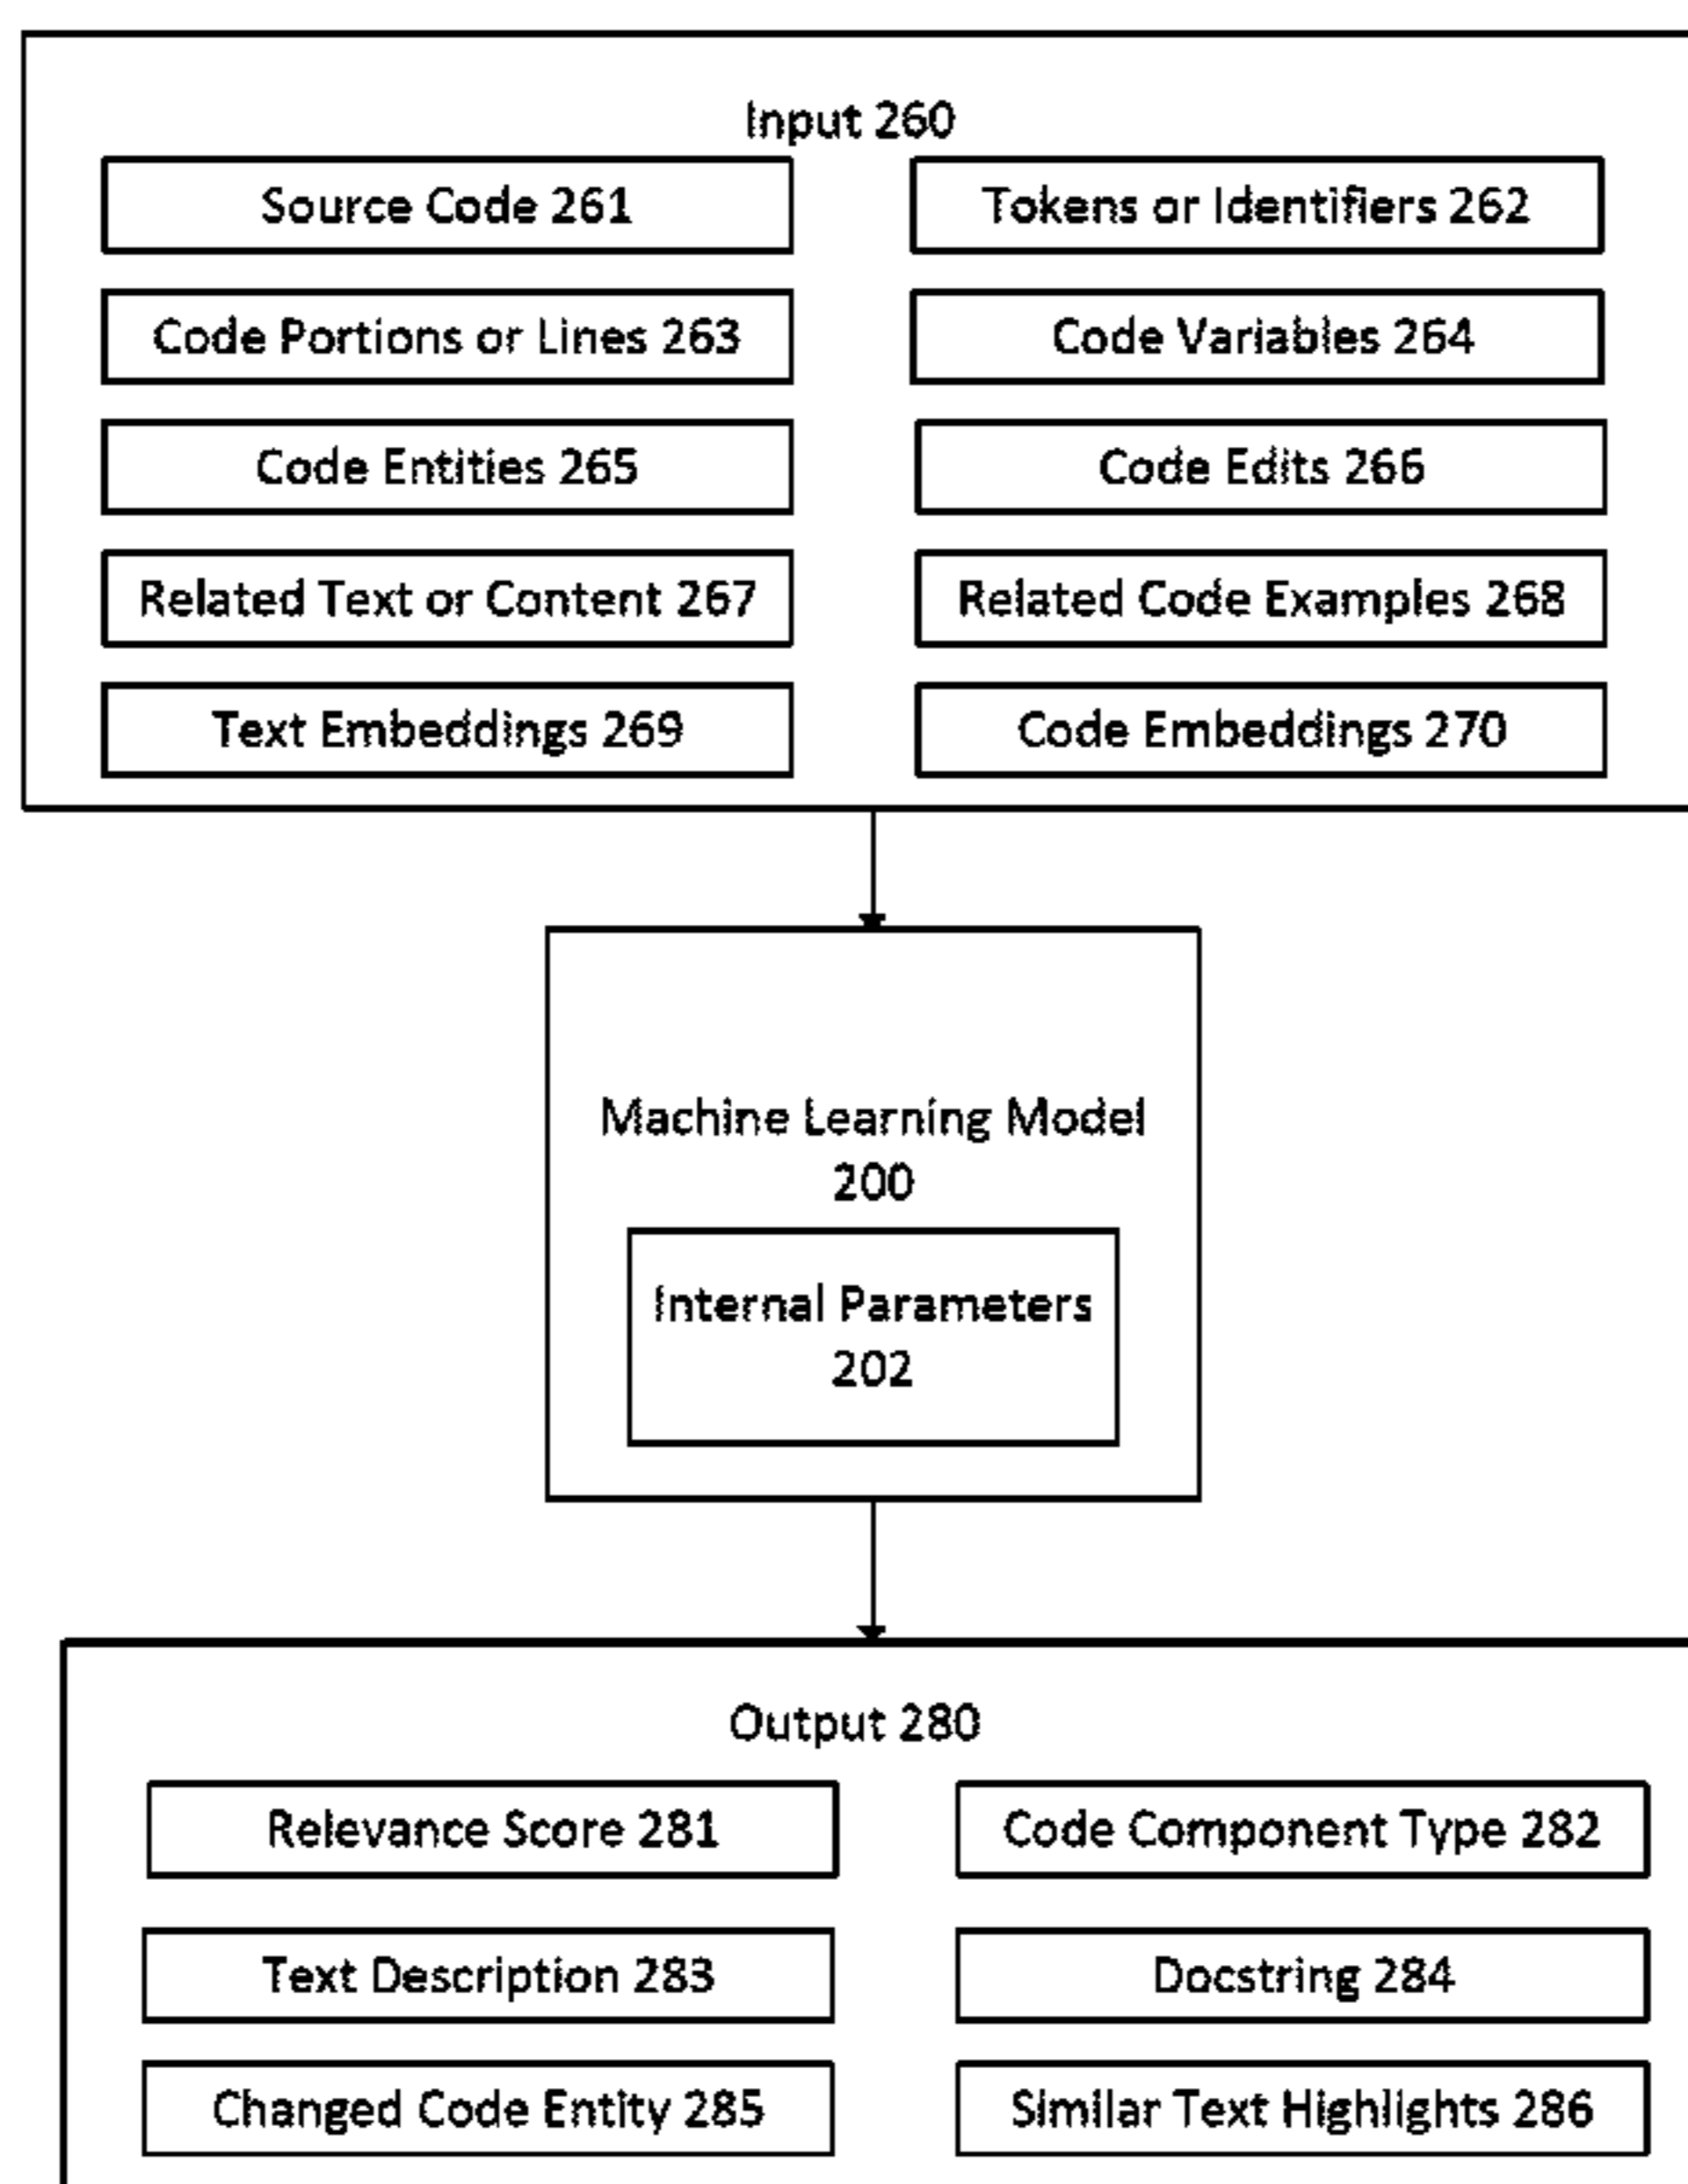 Input 260
Source Code 261
Tokens or Identifiers 262
Code Portions or Lines 263
Code Variables 264
Code Entities 265
Code Edits 266
Related Text or Content 267
Related Code Examples 268
Text Embeddings 269
Code Embeddings 270
Machine Learning Model
200
Internal Parameters
202
Output 280
Relevance Score 281
Code Component Type 282
Text Description 283
Docstring 284
Changed Code Entity 285
Similar Text Highlights 286